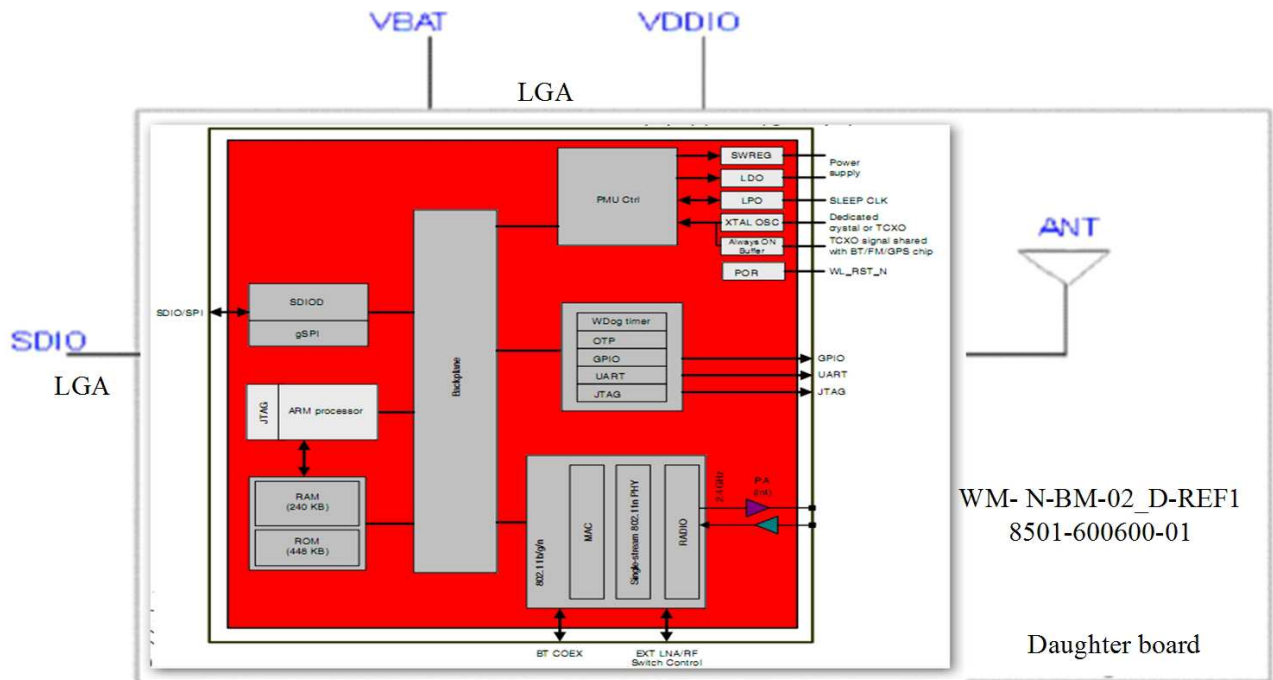 VBAT
VDDIO
LGA
SWREG
Power
supply
LDO
PMU Ctrl
LPO
SLEEP CLK
XTAL OSC
Dedicated
crystal or TCXO
Always ON
Buffer
TCXO signal shared
with BT/FM/GPS chip
POR
WL_RST_N
ANT
SDIO/SPI
SDIOD
gSPI
SDIO
LGA
WDog timer
OTP
GPIO
UART
JTAG
GPIO
UART
JTAG
Backplane
JTAG
ARM processor
RAM
(240 KB)
ROM
(448 KB)
802.11b/g/n
MAC
Single-stream 802.11n PHY
RADIO
2.4 GHz
PA
(int)
WM- N-BM-02_D-REF1
8501-600600-01
BT COEX
EXT LNA/RF
Switch Control
Daughter board